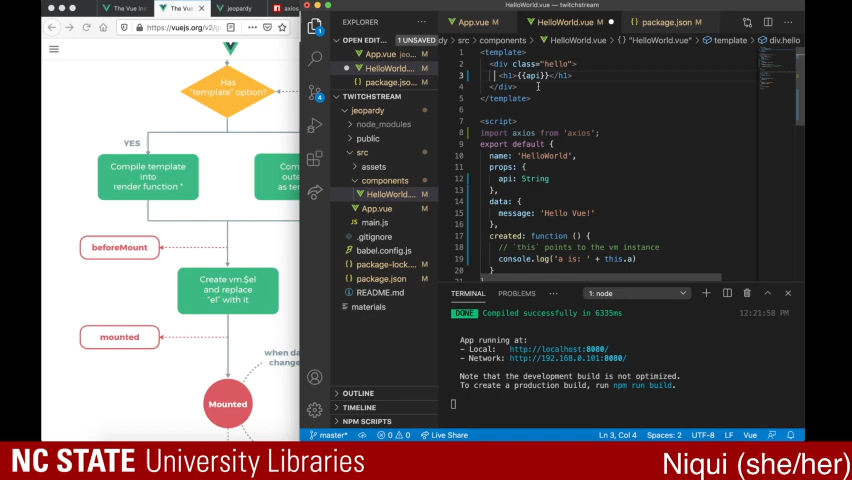 The Vue Ins
The Vue
jeopardy
axios
https://vuejs.org/v2/g
Has
"template" option?
YES
Compile template
into
render function *
Com
oute
as tem
beforeMount
Create vm.$el
and replace
"el" with it
mounted
when da
change
Mounted
HelloWorld.vue — twitchstream
EXPLORER
OPEN EDIT...
1 UNSAVED
App.vue jeo...
M
HelloWorld....
M
package.jso...
M
TWITCHSTREAM
jeopardy
node_modules
public
src
assets
components
HelloWorld....
M
App.vue
M
main.js
.gitignore
babel.config.js
package-lock....
M
package.json
M
README.md
materials
OUTLINE
TIMELINE
NPM SCRIPTS
App.vue M
HelloWorld.vue M
package.json M
dy > src > components > HelloWorld.vue > {} "HelloWorld.vue" > template > div.hello
1 <template>
2 <div class="hello">
3 <h1>{{api}}</h1>
4 </div>
5 </template>
6
7 <script>
8 import axios from 'axios';
9 export default {
10 name: 'HelloWorld',
11 props: {
12 api: String
13 },
14 data: {
15 message: 'Hello Vue!'
16 },
17 created: function () {
18 // `this` points to the vm instance
19 console.log('a is: ' + this.a)
20 }
TERMINAL
PROBLEMS
...
1: node
DONE Compiled successfully in 6335ms
12:21:58 PM
App running at:
- Local: http://localhost:8080/
- Network: http://192.168.0.101:8080/
Note that the development build is not optimized.
To create a production build, run npm run build.
master*
0 0
Live Share
Ln 3, Col 4
Spaces: 2
UTF-8
LF
Vue
NC STATE University Libraries
Niqui (she/her)